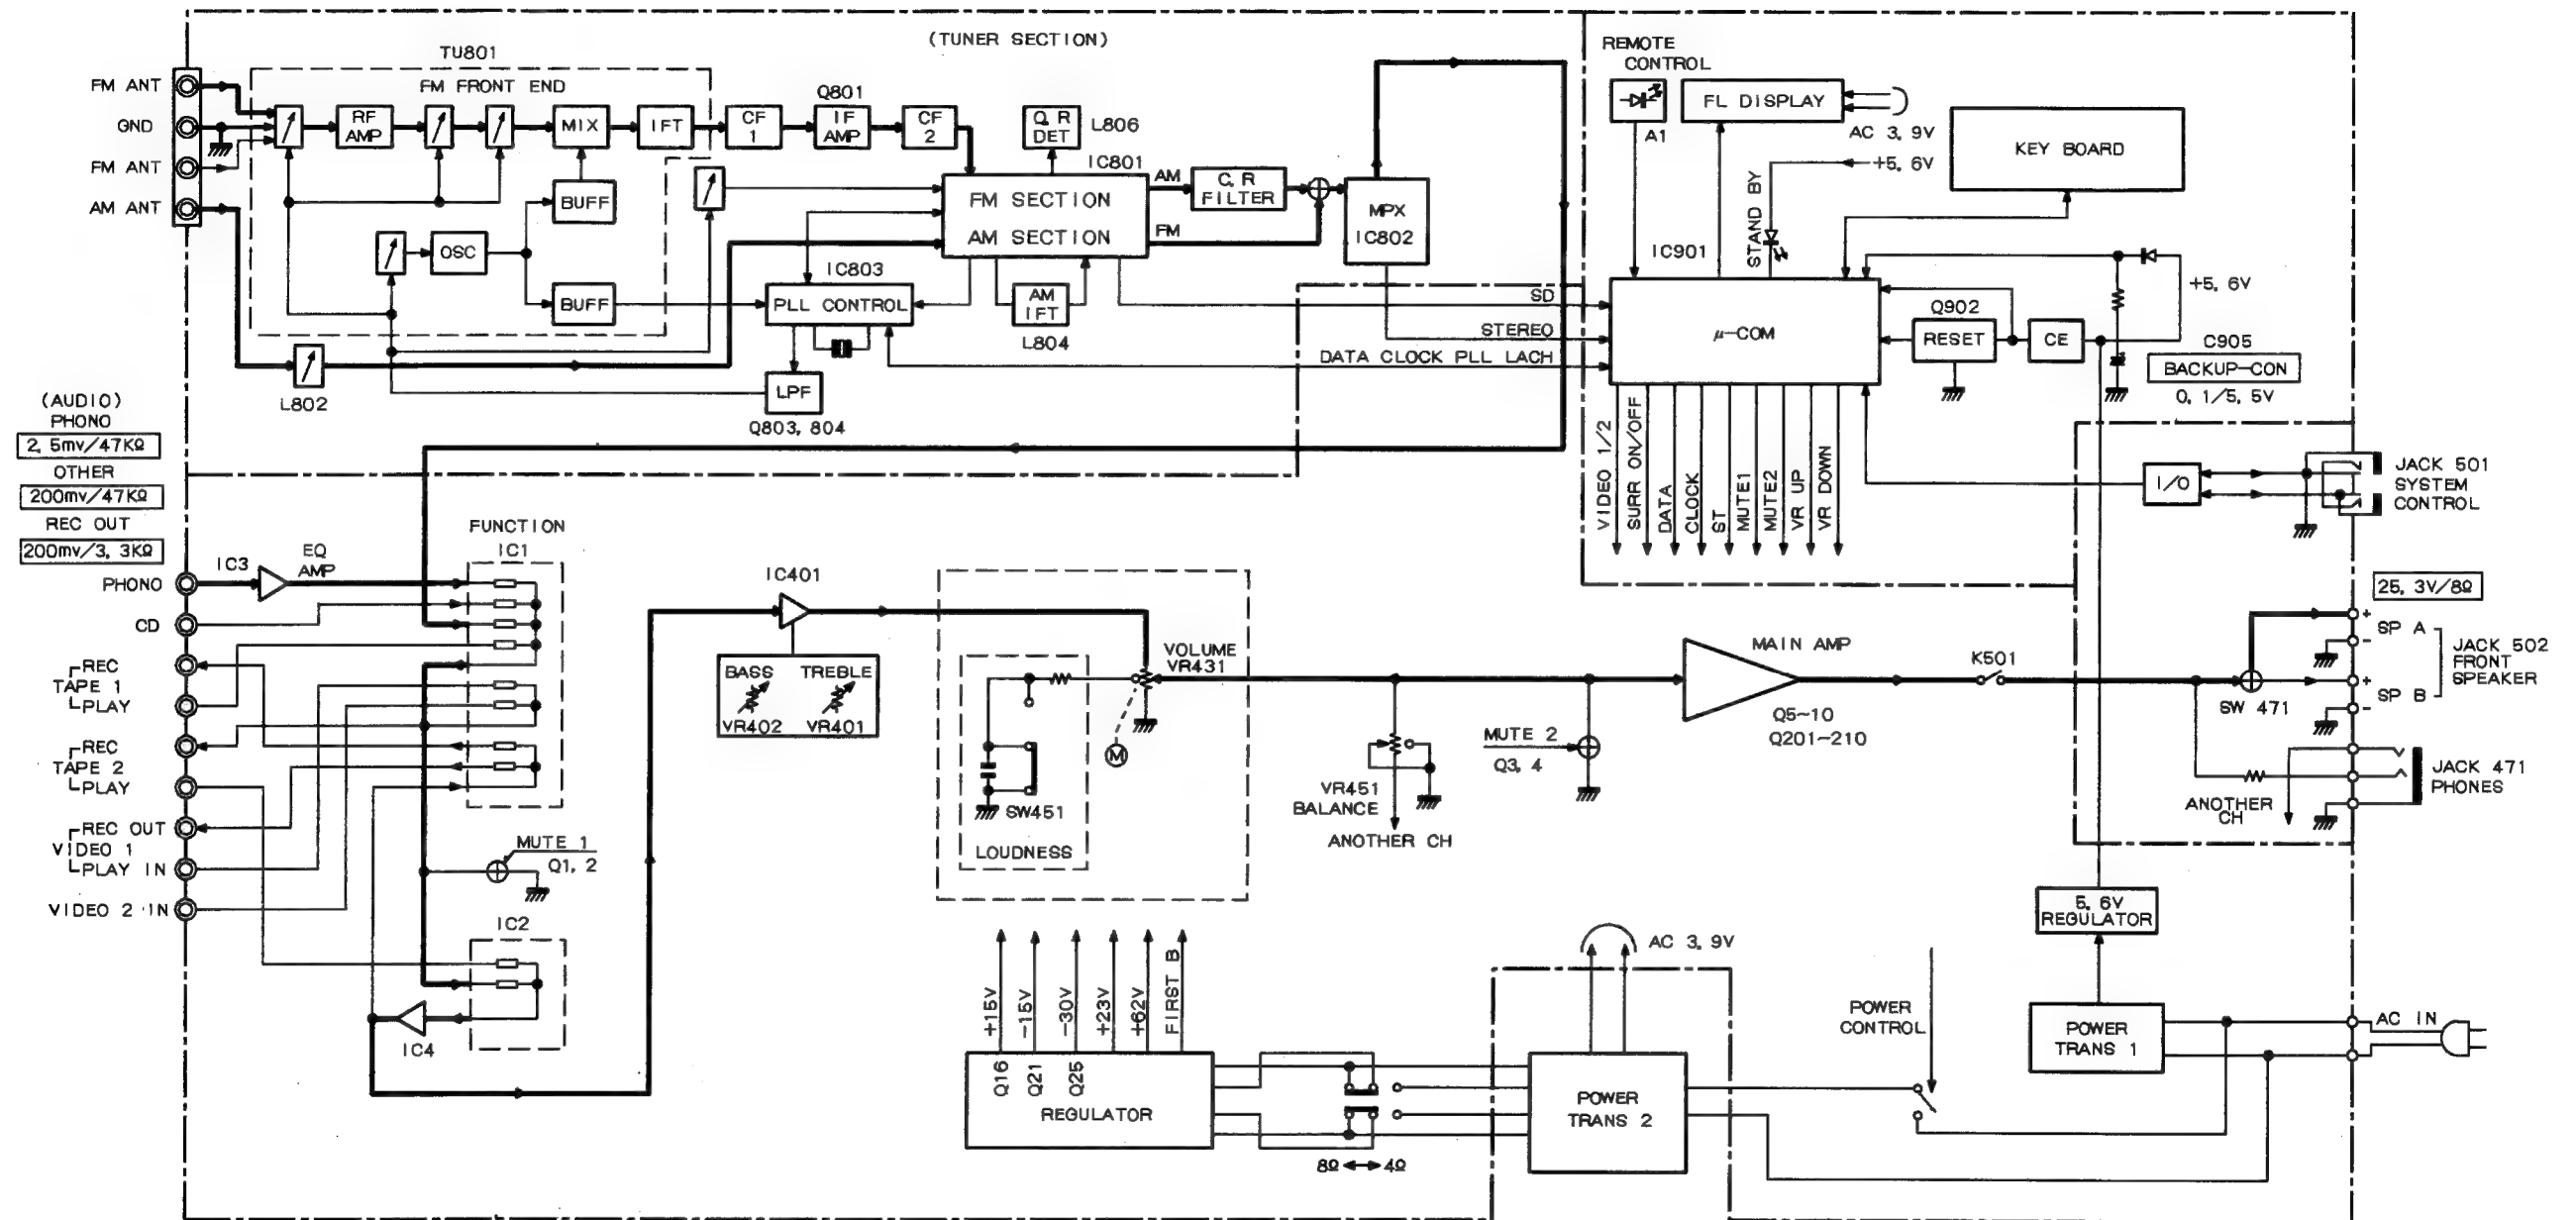 (TUNER SECTION)
TU801
FM FRONT END
FM ANT
GND
FM ANT
AM ANT
RF
AMP
MIX
IFT
CF
1
Q801
IF
AMP
CF
2
Q.R
DET
L806
IC801
BUFF
OSC
BUFF
FM SECTION
AM SECTION
AM
FM
C.R
FILTER
MPX
IC802
IC803
PLL CONTROL
AM
IFT
L804
LPF
Q803, 804
L802
SD
STEREO
DATA CLOCK PLL LACH
REMOTE
CONTROL
A1
FL DISPLAY
AC 3, 9V
+5, 6V
STAND BY
KEY BOARD
IC901
μ-COM
Q902
RESET
CE
+5, 6V
C905
BACKUP-CON
0, 1/5, 5V
VIDEO 1/2
SURR ON/OFF
DATA
CLOCK
ST
MUTE1
MUTE2
VR UP
VR DOWN
I/O
JACK 501
SYSTEM
CONTROL
(AUDIO)
PHONO
2, 5mv/47KΩ
OTHER
200mv/47KΩ
REC OUT
200mv/3, 3KΩ
PHONO
CD
REC
TAPE 1
PLAY
REC
TAPE 2
PLAY
REC OUT
VIDEO 1
PLAY IN
VIDEO 2 IN
IC3
EQ
AMP
FUNCTION
IC1
MUTE 1
Q1, 2
IC2
IC4
IC401
BASS
TREBLE
VR402
VR401
VOLUME
VR431
M
SW451
LOUDNESS
VR451
BALANCE
ANOTHER CH
MUTE 2
Q3, 4
MAIN AMP
Q5~10
Q201~210
K501
25, 3V/8Ω
+
SP A
-
+
SP B
-
JACK 502
FRONT
SPEAKER
SW 471
ANOTHER
CH
JACK 471
PHONES
5, 6V
REGULATOR
POWER
TRANS 1
AC IN
POWER
CONTROL
AC 3, 9V
POWER
TRANS 2
+15V
-15V
-30V
+23V
+62V
FIRST B
Q16
Q21
Q25
REGULATOR
8Ω
4Ω